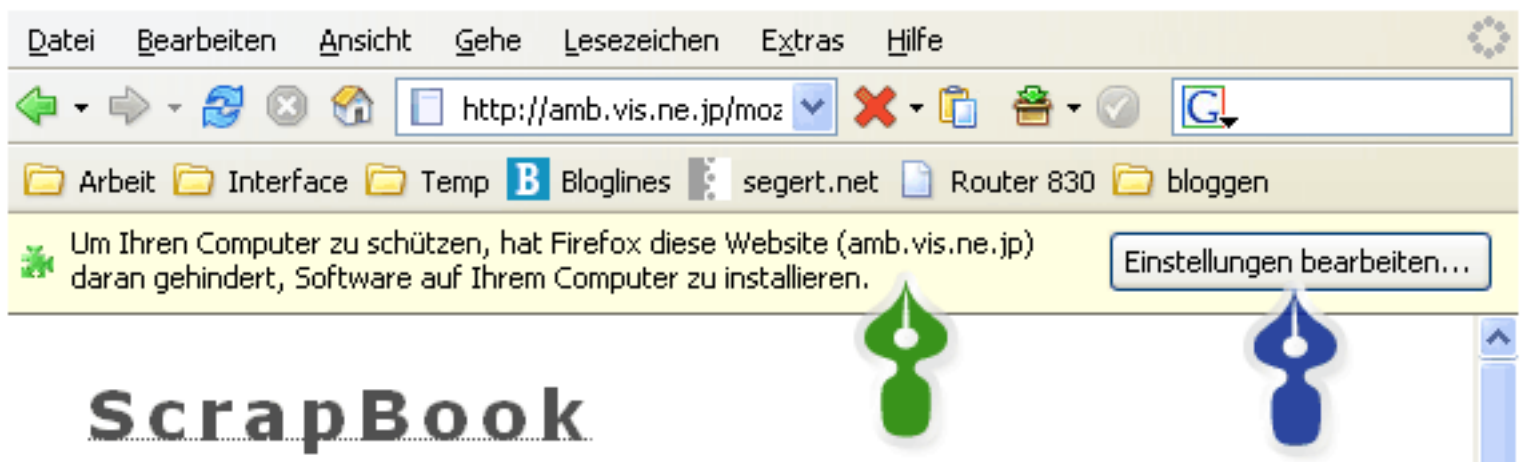 Datei Bearbeiten Ansicht Gehe Lesezeichen Extras Hilfe
http://amb.vis.ne.jp/moz G
Arbeit Interface Temp B Bloglines segert.net Router 830 bloggen
Um Ihren Computer zu schützen, hat Firefox diese Website (amb.vis.ne.jp)
daran gehindert, Software auf Ihrem Computer zu installieren.
Einstellungen bearbeiten...
ScrapBook